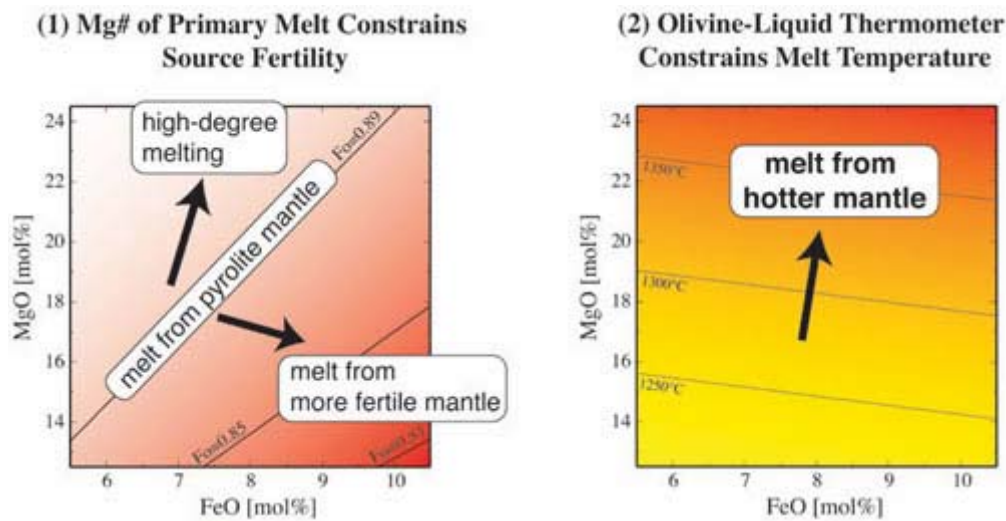 (1) Mg# of Primary Melt Constrains
Source Fertility
24
22
20
18
16
14
MgO [mol%]
high-degree
melting
Fo=0.89
melt from pyrolite mantle
melt from
more fertile mantle
Fo=0.85
6 7 8 9 10
FeO [mol%]
(2) Olivine-Liquid Thermometer
Constrains Melt Temperature
24
22
20
18
16
14
MgO [mol%]
1350°C
melt from
hotter mantle
1300°C
1250°C
6 7 8 9 10
FeO [mol%]